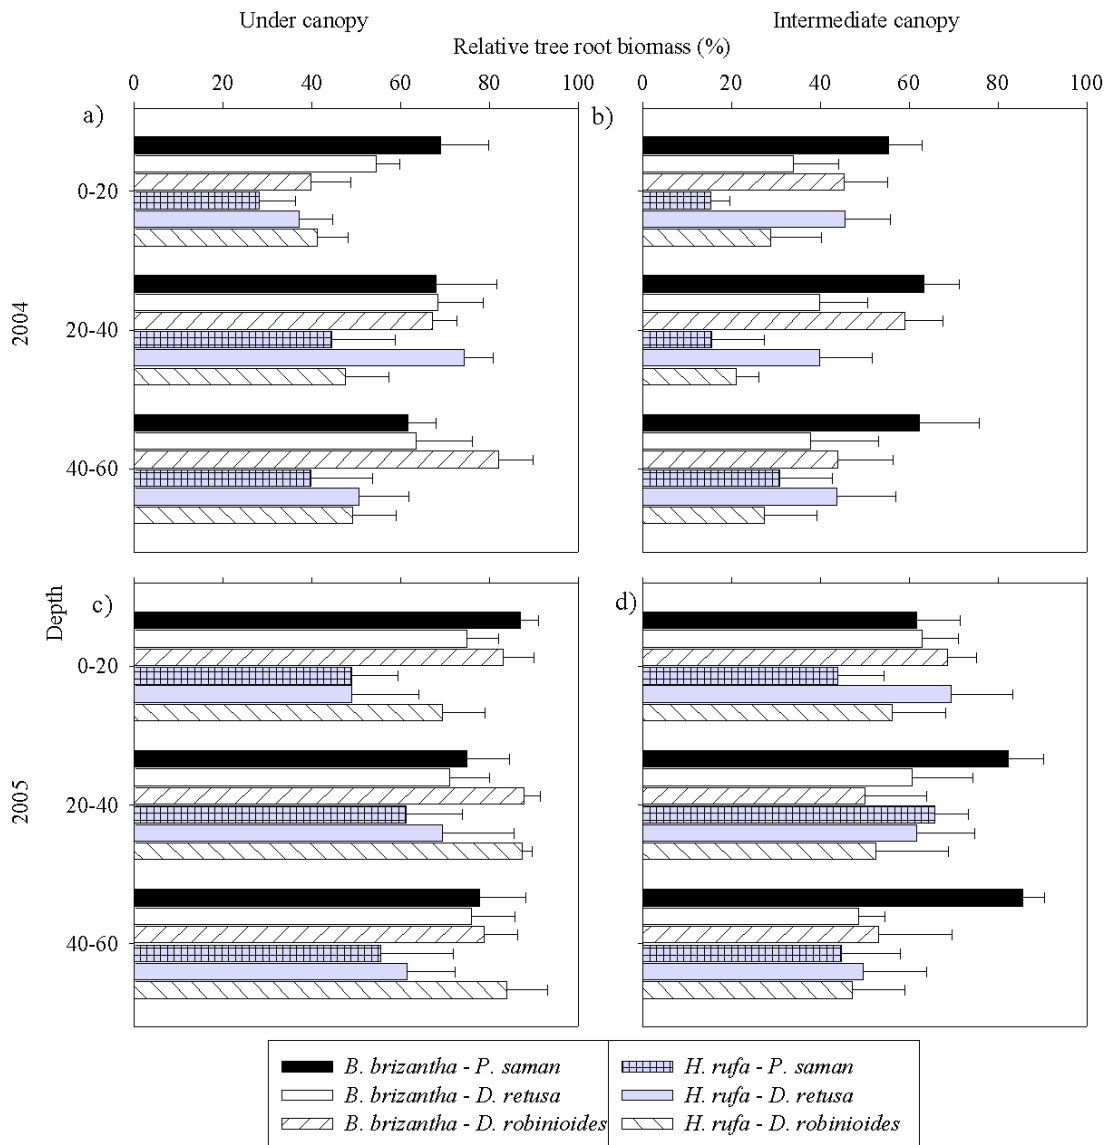 Under canopy Intermediate canopy
Relative tree root biomass (%)
0 20 40 60 80 100 0 20 40 60 80 100
a) b)
0-20
20-40
40-60
2004
c) d)
Depth
0-20
20-40
40-60
2005
B. brizantha - P. saman H. rufa - P. saman
B. brizantha - D. retusa H. rufa - D. retusa
B. brizantha - D. robinioides H. rufa - D. robinioides